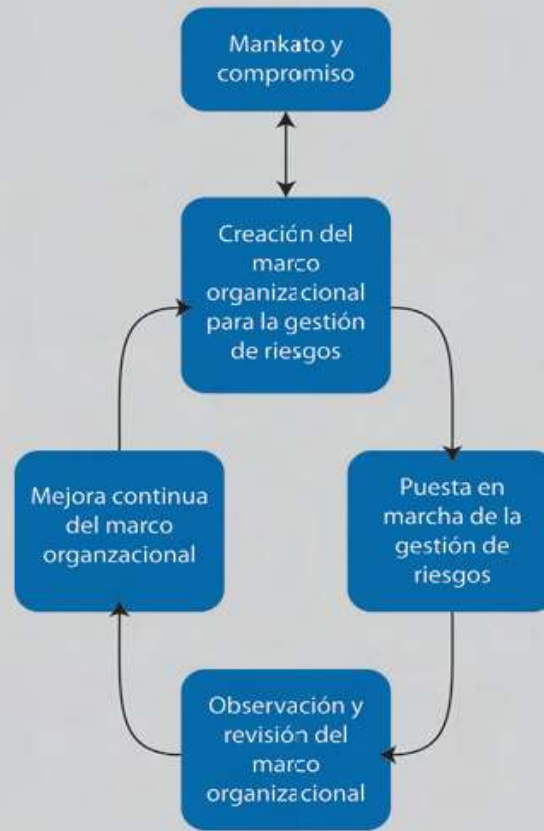 Mankato y
compromiso
Creación del
marco
organizacional
para la gestión
de riesgos
Mejora continua
del marco
organzacional
Puesta en
marcha de la
gestión de
riesgos
Observación y
revisión del
marco
organizacional